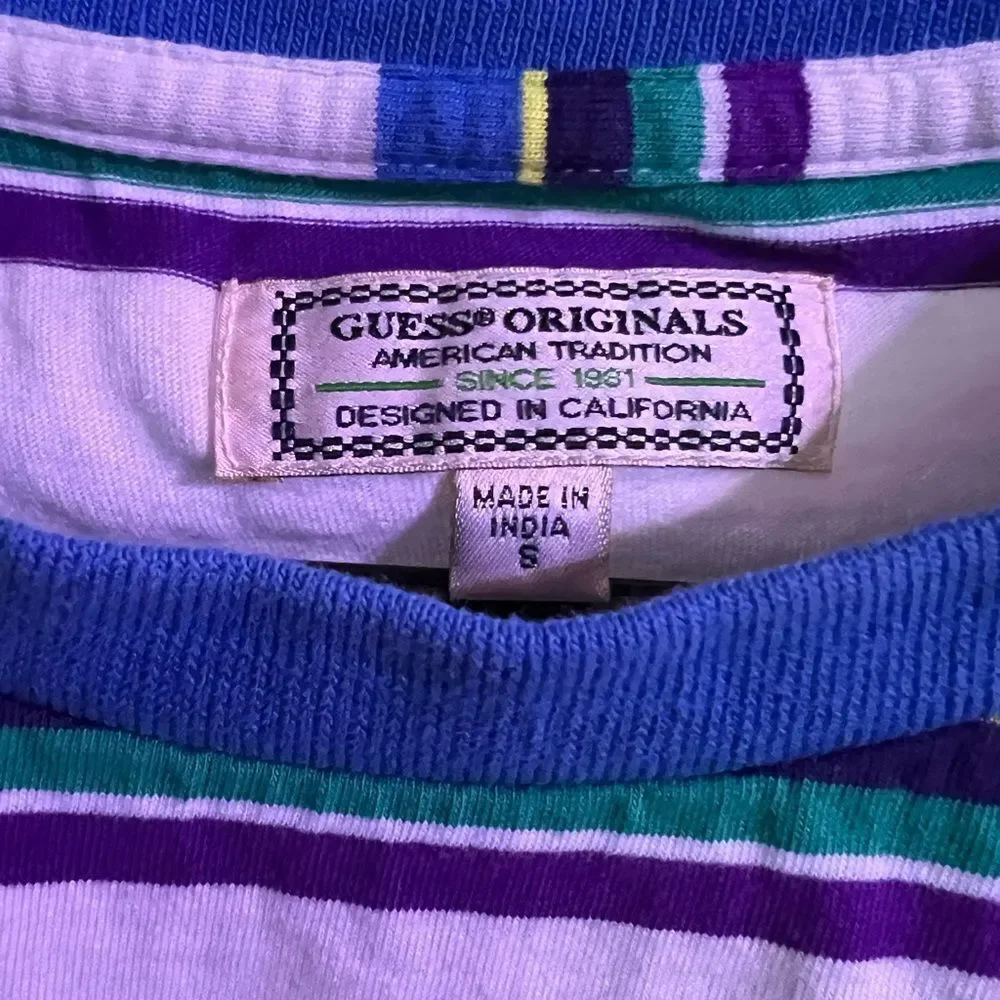 GUESS® ORIGINALS
AMERICAN TRADITION
SINCE 1981
DESIGNED IN CALIFORNIA
MADE IN
INDIA
S